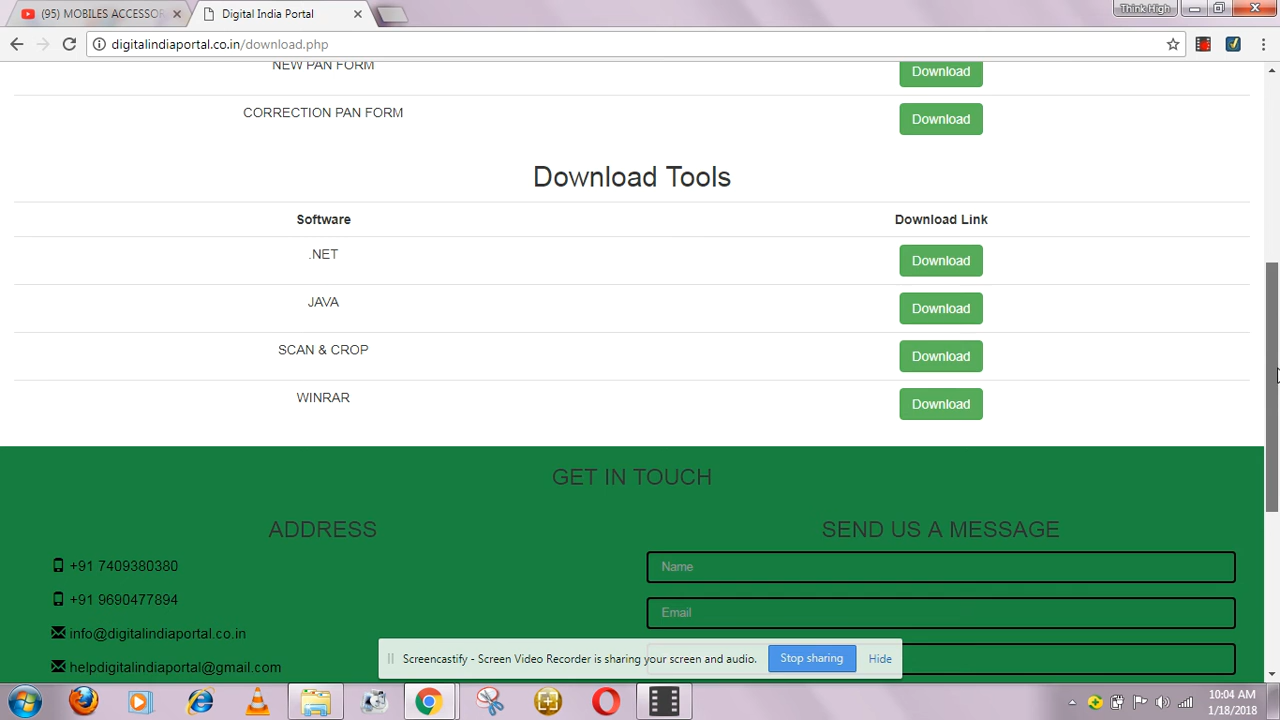 (95) MOBILES ACCESSOR
Digital India Portal
Think High
digitalindiaportal.co.in/download.php
NEW PAN FORM
Download
CORRECTION PAN FORM
Download
Download Tools
Software
Download Link
.NET
Download
JAVA
Download
SCAN & CROP
Download
WINRAR
Download
GET IN TOUCH
ADDRESS
SEND US A MESSAGE
+91 7409380380
Name
+91 9690477894
Email
info@digitalindiaportal.co.in
helpdigitalindiaportal@gmail.com
Screencastify - Screen Video Recorder is sharing your screen and audio.
Stop sharing
Hide
10:04 AM
1/18/2018